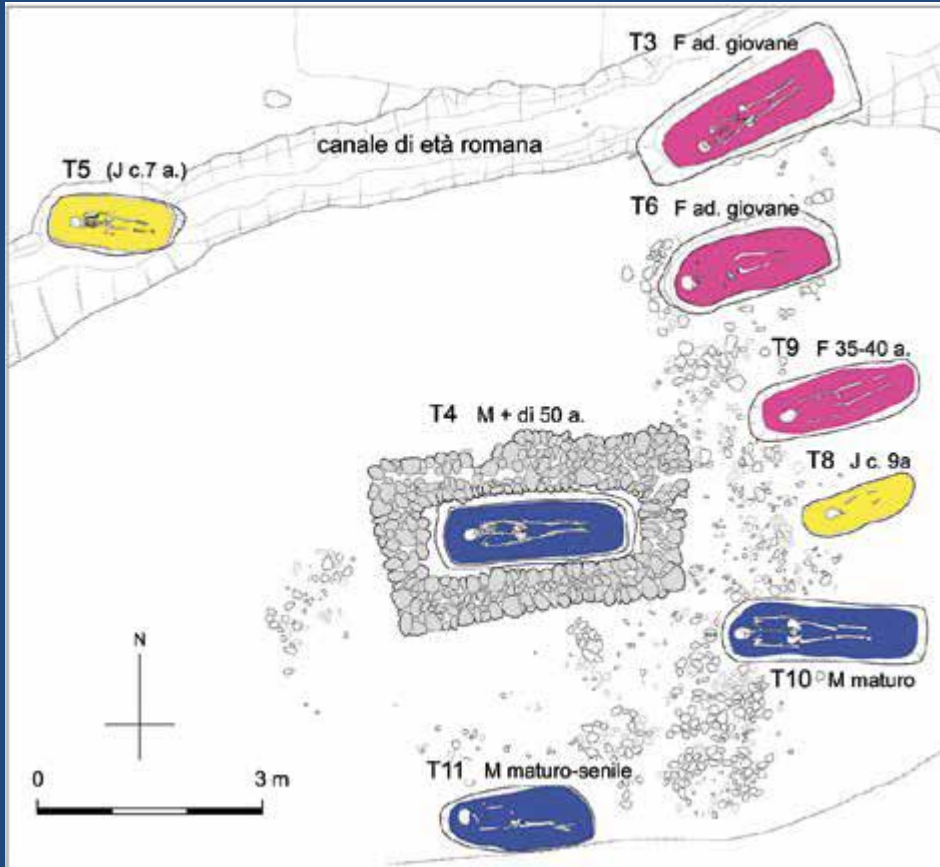 T3 F ad. giovane
canale di età romana
T5 (J c.7 a.)
T6 F ad. giovane
T9 F 35-40 a.
T4 M + di 50 a.
T8 J c. 9a
N
T10 M maturo
T11 M maturo-senile
0 3 m